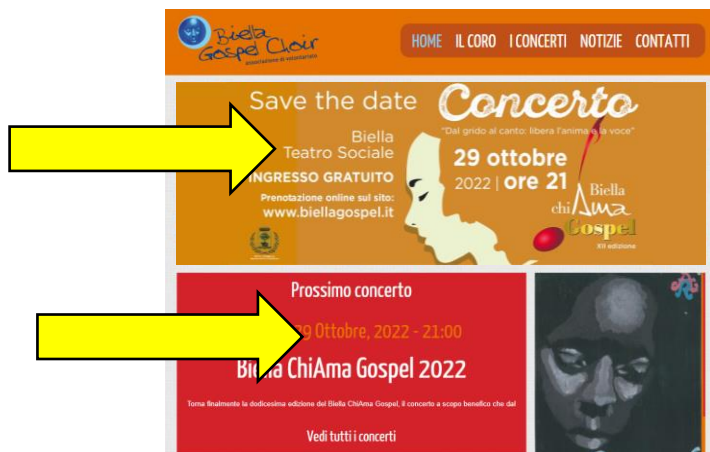 Biella
Gospel Choir
associazione di volontariato
HOME IL CORO I CONCERTI NOTIZIE CONTATTI
Save the date
Concerto
"Dal grido al canto: libera l'anima e la voce"
Biella
Teatro Sociale
INGRESSO GRATUITO
Prenotazione online sul sito:
www.biellagospel.it
29 ottobre
2022 | ore 21
Biella
chiAma
Gospel
XII edizione
Prossimo concerto
29 Ottobre, 2022 - 21:00
Biella ChiAma Gospel 2022
Torna finalmente la dodicesima edizione del Biella ChiAma Gospel, il concerto a scopo benefico che dal
Vedi tutti i concerti